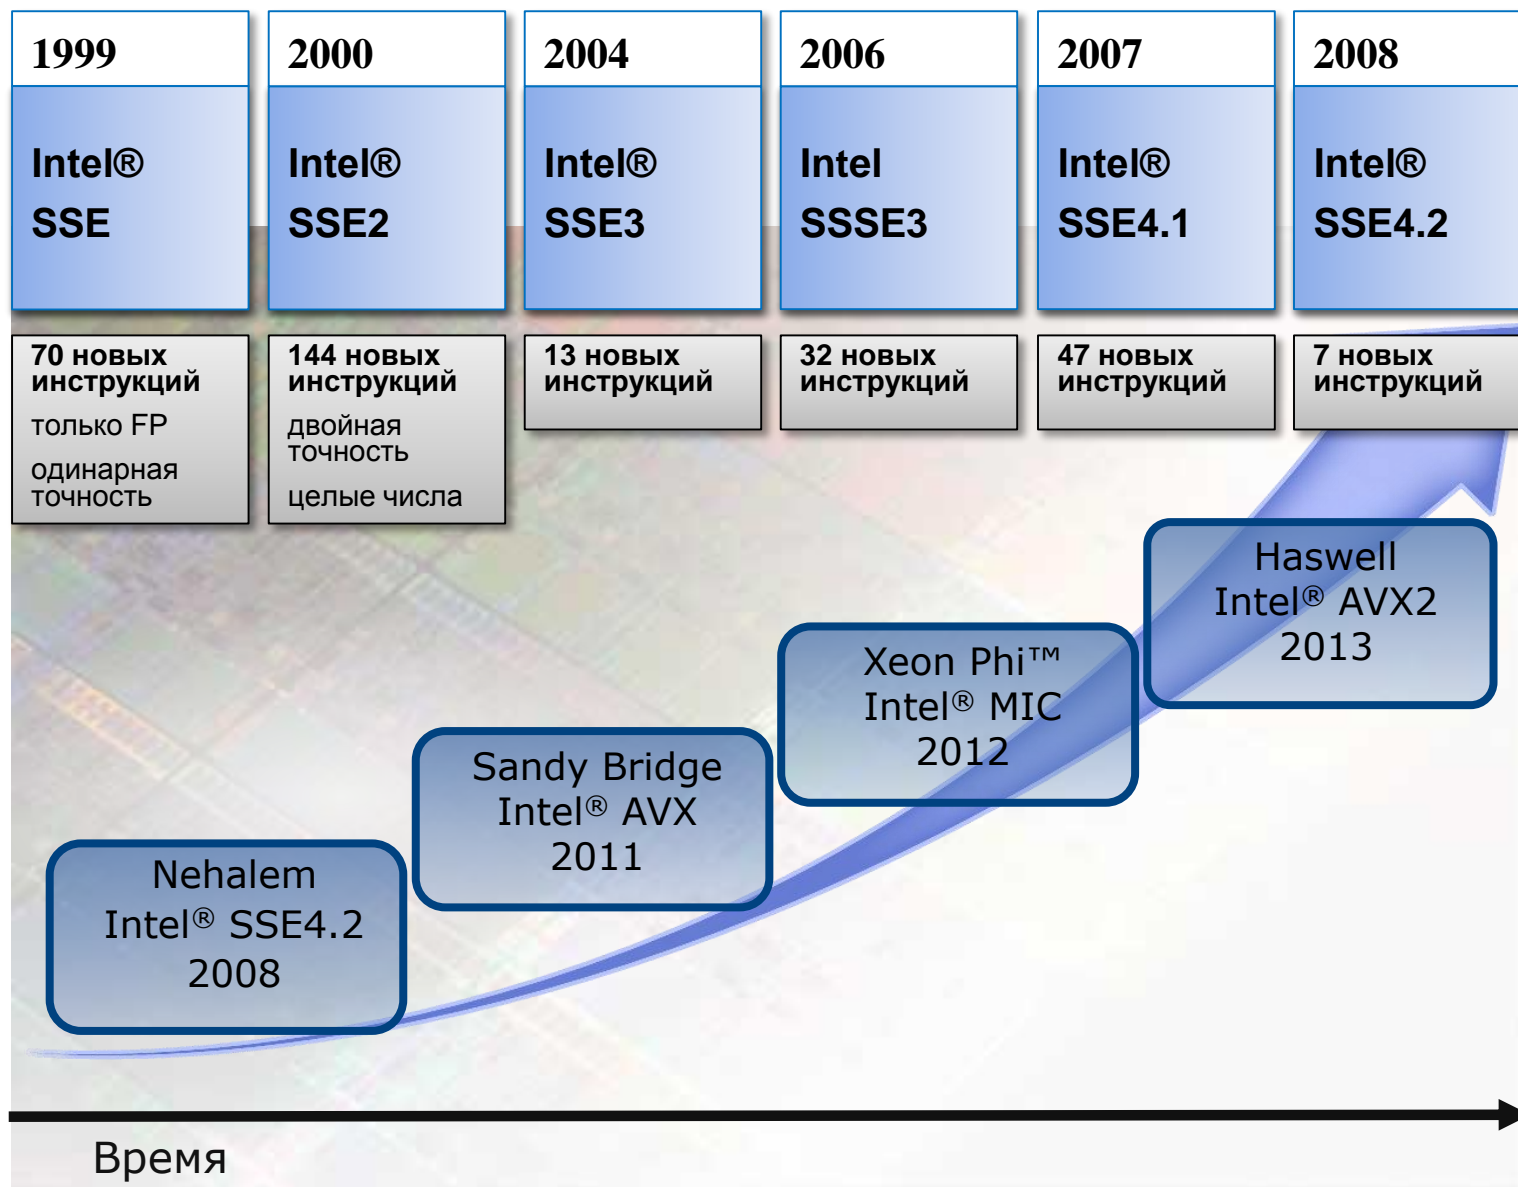 1999
Intel®
SSE
70 новых
инструкций
только FP
одинарная
точность
2000
Intel®
SSE2
144 новых
инструкций
двойная
точность
целые числа
2004
Intel®
SSE3
13 новых
инструкций
2006
Intel
SSSE3
32 новых
инструкций
2007
Intel®
SSE4.1
47 новых
инструкций
2008
Intel®
SSE4.2
7 новых
инструкций
Nehalem
Intel® SSE4.2
2008
Sandy Bridge
Intel® AVX
2011
Xeon Phi™
Intel® MIC
2012
Haswell
Intel® AVX2
2013
Время